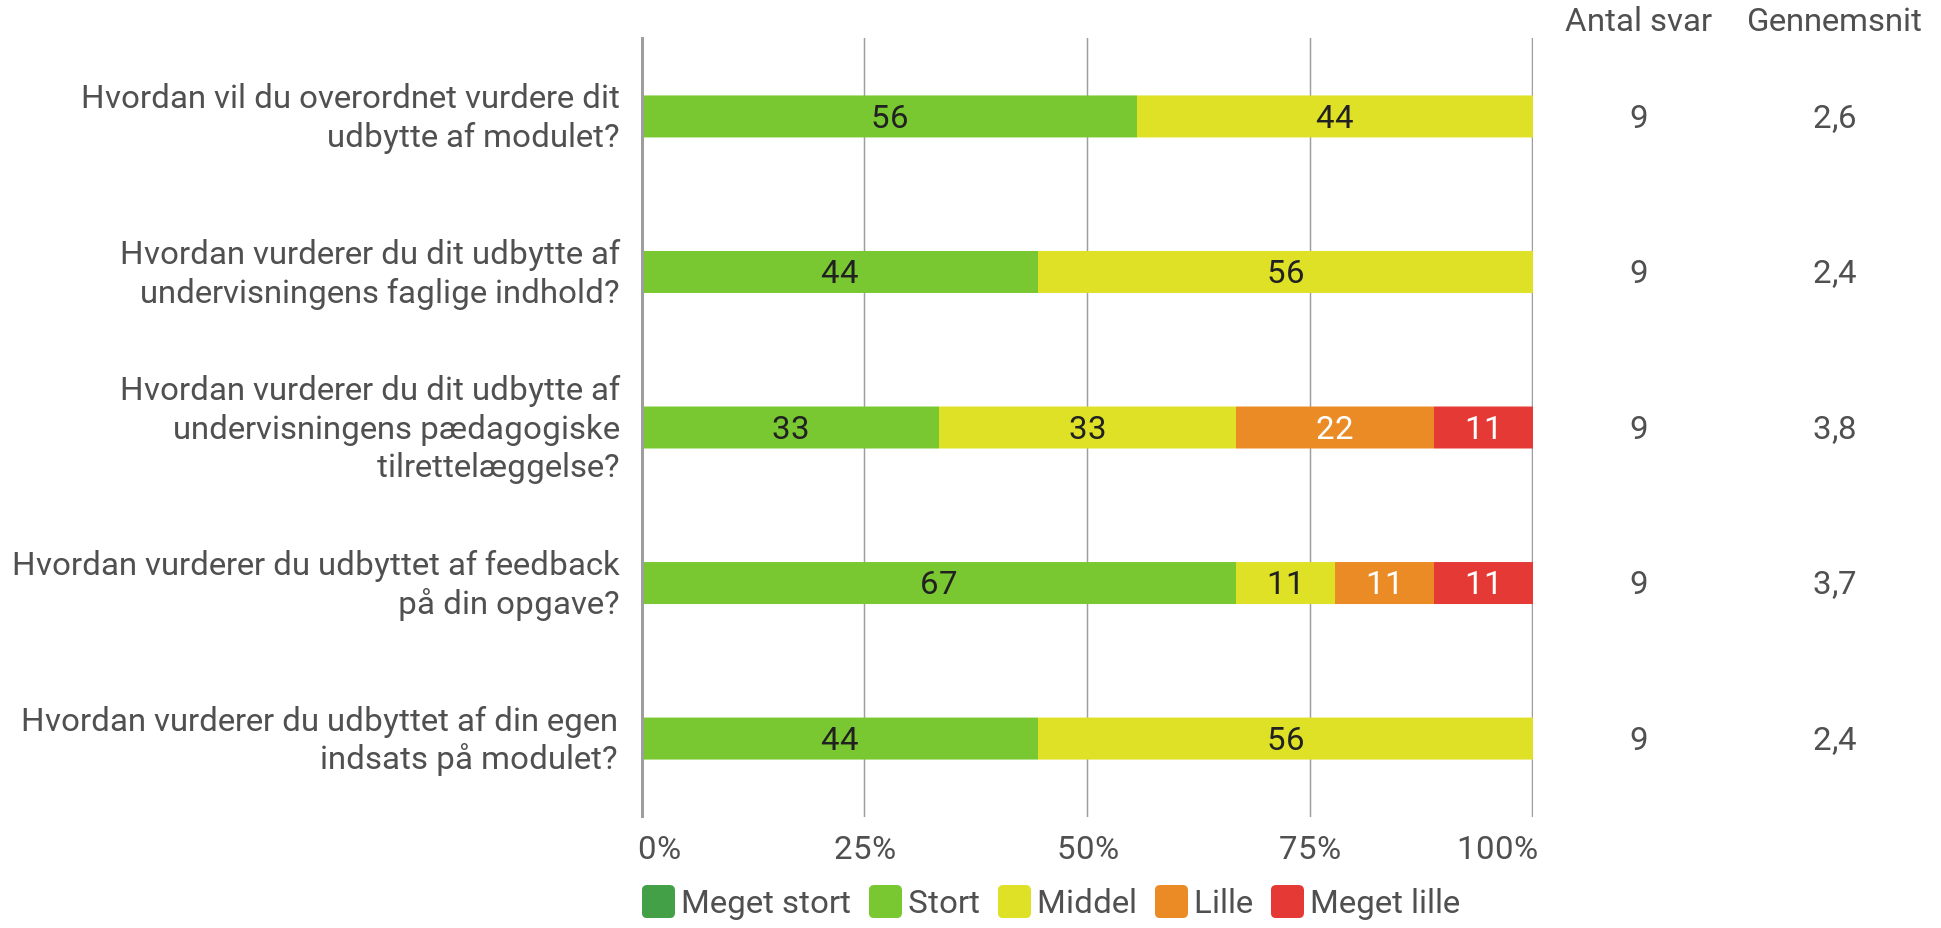 Antal svar Gennemsnit
Hvordan vil du overordnet vurdere dit
udbytte af modulet?
56 44 9 2,6
Hvordan vurderer du dit udbytte af
undervisningens faglige indhold?
44 56 9 2,4
Hvordan vurderer du dit udbytte af
undervisningens pædagogiske
tilrettelæggelse?
33 33 22 11 9 3,8
Hvordan vurderer du udbyttet af feedback
på din opgave?
67 11 11 11 9 3,7
Hvordan vurderer du udbyttet af din egen
indsats på modulet?
44 56 9 2,4
0% 25% 50% 75% 100%
Meget stort Stort Middel Lille Meget lille